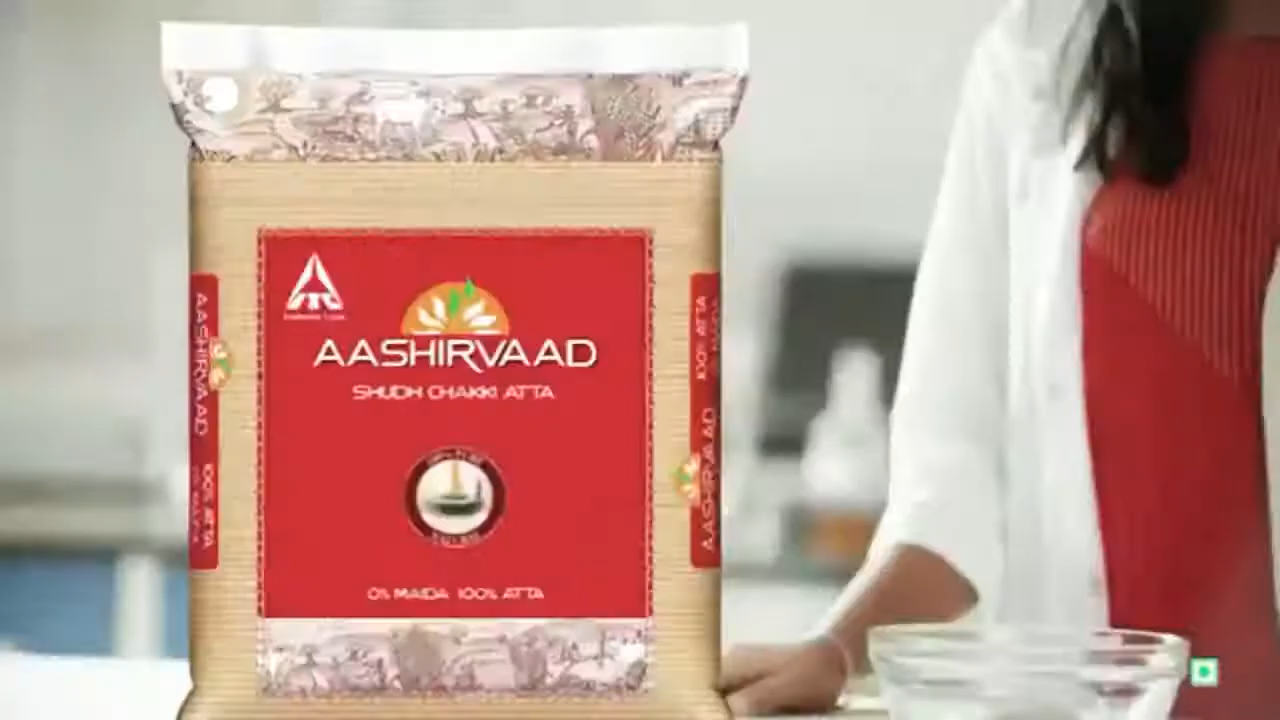 ITC
AASHIRVAAD
SHUDH CHAKKI ATTA
0% MAIDA 100% ATTA
AASHIRVAAD
100% ATTA
AASHIRVAAD
100% ATTA